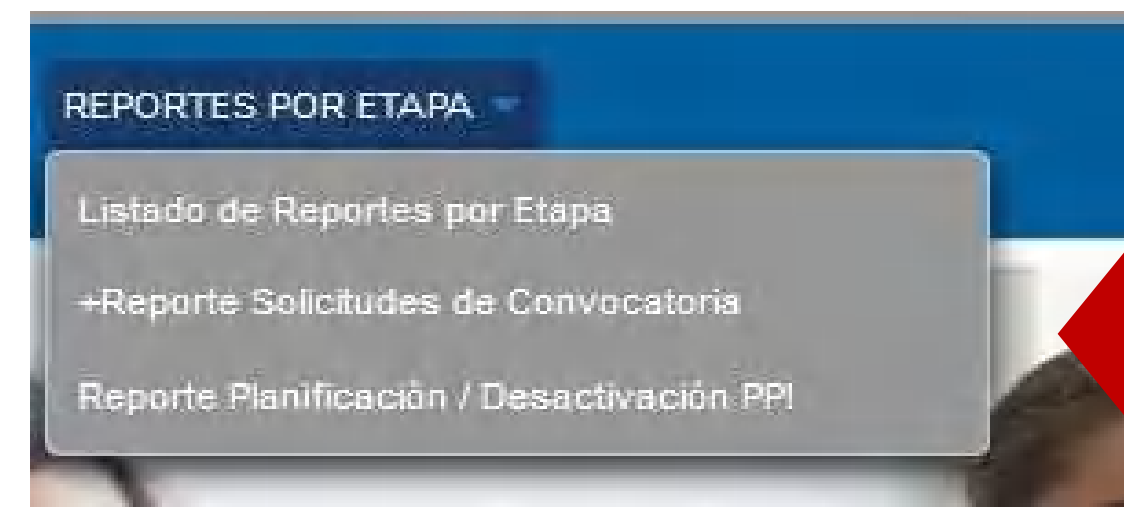 REPORTES POR ETAPA
Listado de Reportes por Etapa
+Reporte Solicitudes de Convocatoria
Reporte Planificación / Desactivación PPI